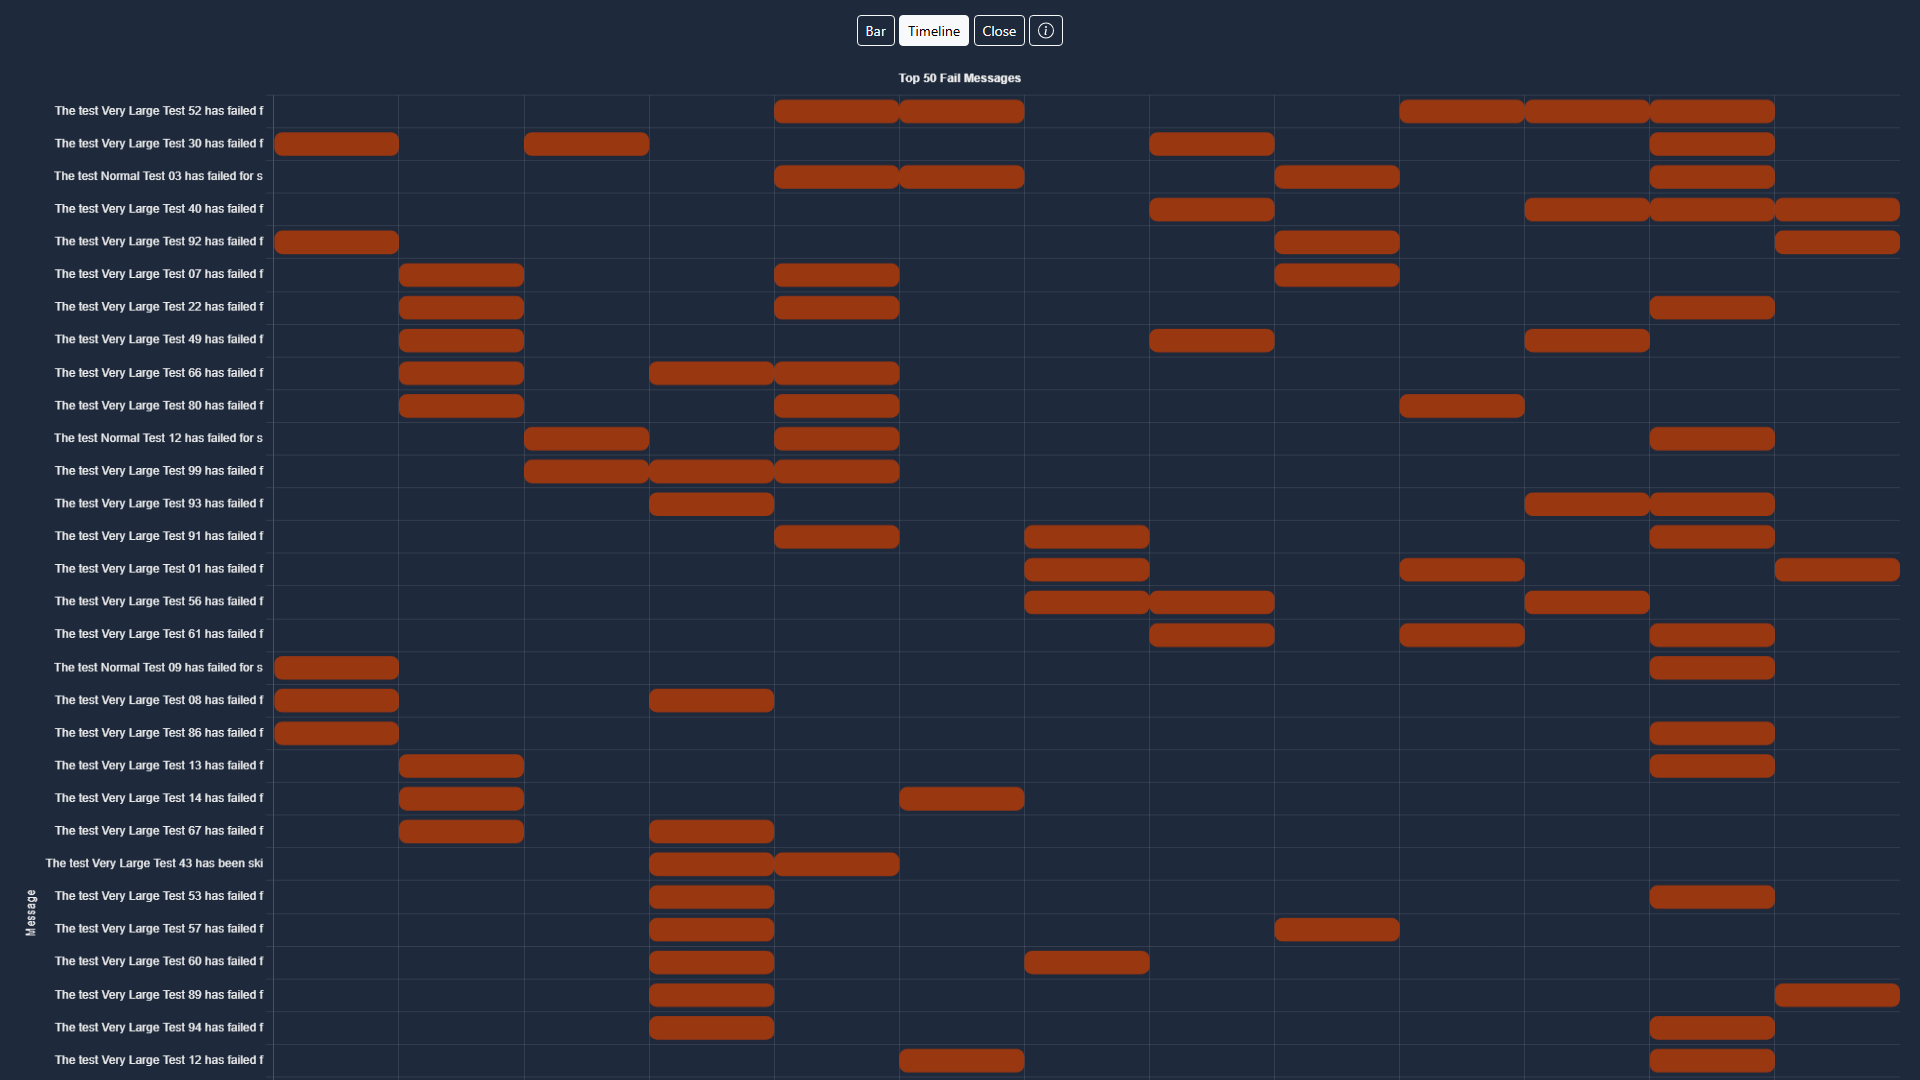 Bar
Timeline
Close
Top 50 Fail Messages
The test Very Large Test 52 has failed f
The test Very Large Test 30 has failed f
The test Normal Test 03 has failed for s
The test Very Large Test 40 has failed f
The test Very Large Test 92 has failed f
The test Very Large Test 07 has failed f
The test Very Large Test 22 has failed f
The test Very Large Test 49 has failed f
The test Very Large Test 66 has failed f
The test Very Large Test 80 has failed f
The test Normal Test 12 has failed for s
The test Very Large Test 99 has failed f
The test Very Large Test 93 has failed f
The test Very Large Test 91 has failed f
The test Very Large Test 01 has failed f
The test Very Large Test 56 has failed f
The test Very Large Test 61 has failed f
The test Normal Test 09 has failed for s
The test Very Large Test 08 has failed f
The test Very Large Test 86 has failed f
The test Very Large Test 13 has failed f
The test Very Large Test 14 has failed f
The test Very Large Test 67 has failed f
The test Very Large Test 43 has been ski
The test Very Large Test 53 has failed f
The test Very Large Test 57 has failed f
The test Very Large Test 60 has failed f
The test Very Large Test 89 has failed f
The test Very Large Test 94 has failed f
The test Very Large Test 12 has failed f
Message